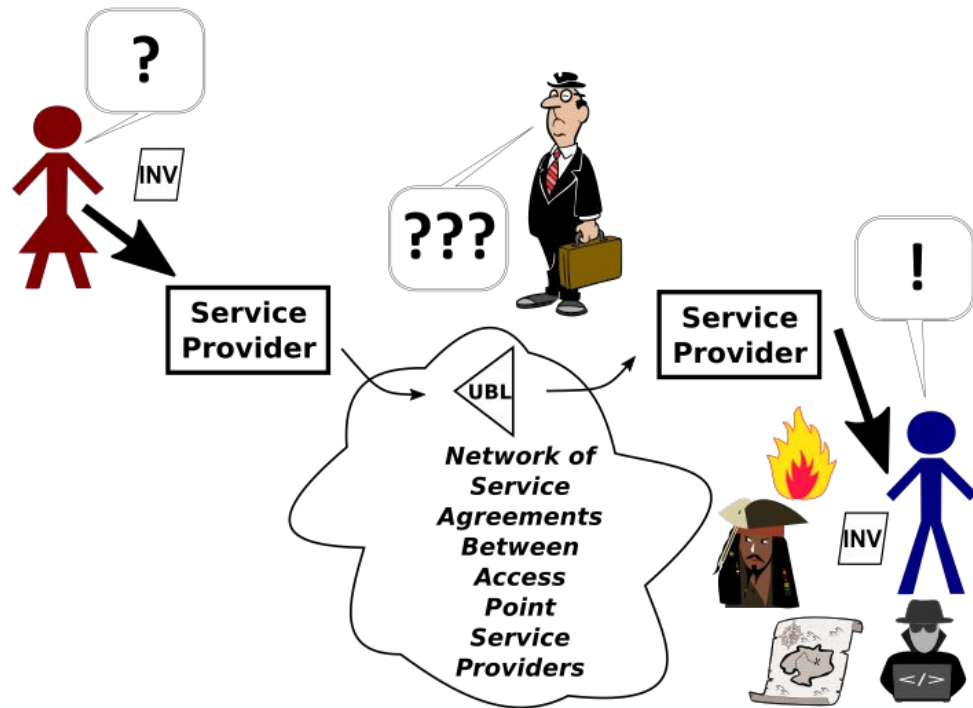 ?
INV
???
!
Service
Provider
Service
Provider
UBL
Network of
Service
Agreements
Between
Access
Point
Service
Providers
INV
</>